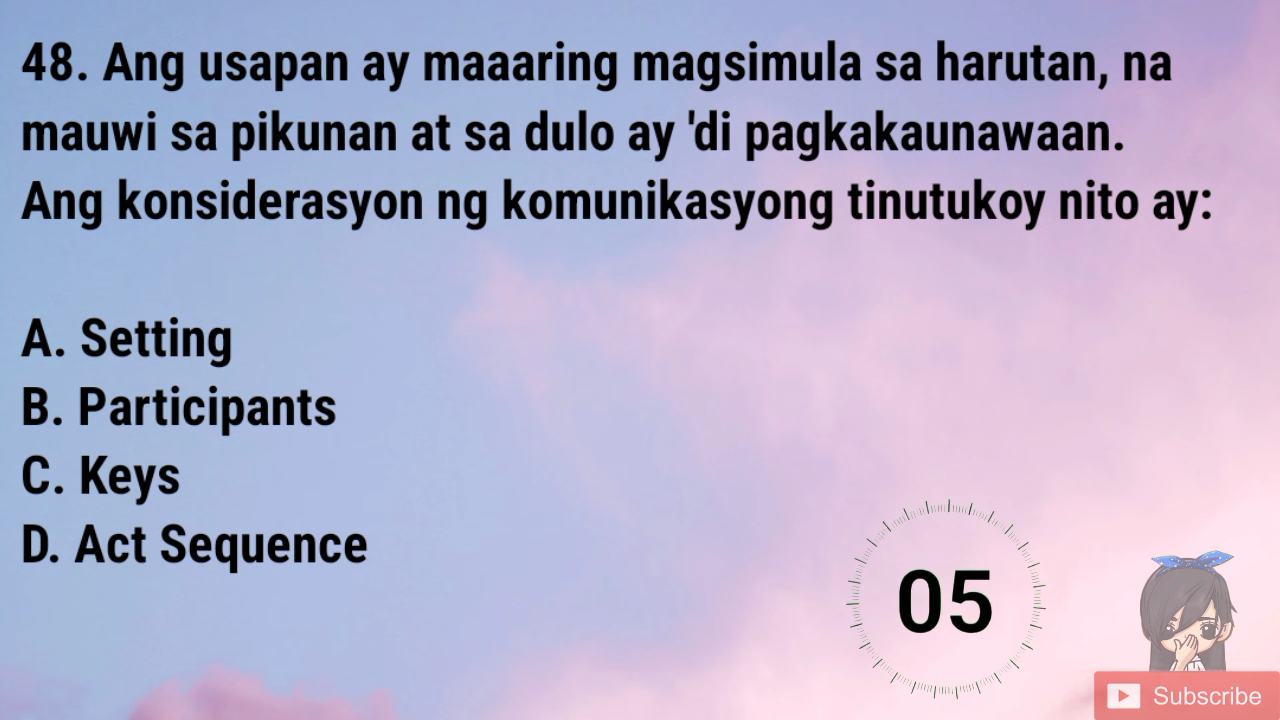 48. Ang usapan ay maaaring magsimula sa harutan, na
mauwi sa pikunan at sa dulo ay 'di pagkakaunawaan.
Ang konsiderasyon ng komunikasyong tinutukoy nito ay:
A. Setting
B. Participants
C. Keys
D. Act Sequence
05
Subscribe